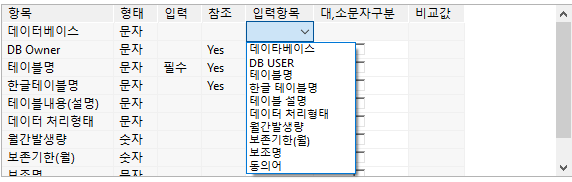 항목 형태 입력 참조 입력항목 대,소문자구분 비교값
데이터베이스 문자
DB Owner 문자 Yes
테이블명 문자 필수 Yes
한글테이블명 문자 Yes
테이블내용(설명) 문자
데이터 처리형태 문자
월간발생량 숫자
보존기한(월) 숫자
데이타베이스
DB USER
테이블명
한글 테이블명
테이블 설명
데이터 처리형태
월간발생량
보존기한(월)
보조명
동의어